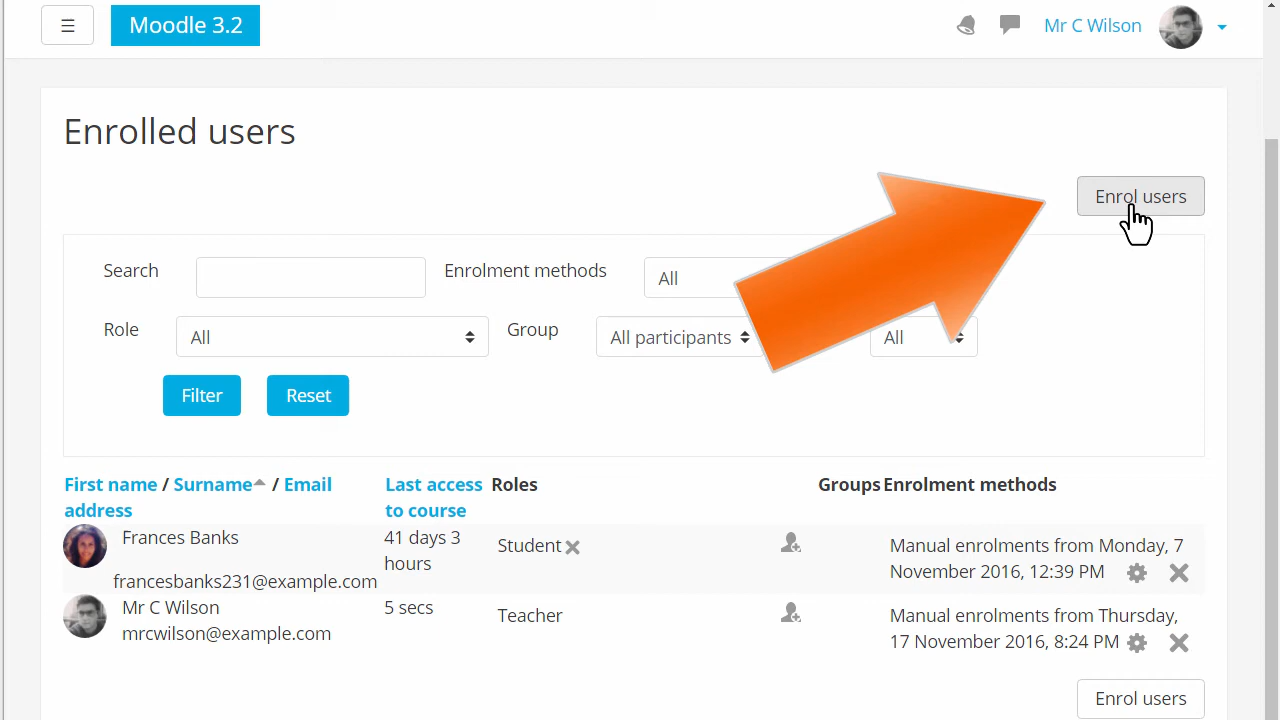 ☰ Moodle 3.2 Mr C Wilson
Enrolled users
Enrol users
Search Enrolment methods All
Role All Group All participants All
Filter Reset
First name / Surname / Email Last access Roles Groups Enrolment methods
address to course
Frances Banks 41 days 3 Student Manual enrolments from Monday, 7
hours November 2016, 12:39 PM
francesbanks231@example.com
Mr C Wilson 5 secs Teacher Manual enrolments from Thursday,
mrcwilson@example.com 17 November 2016, 8:24 PM
Enrol users